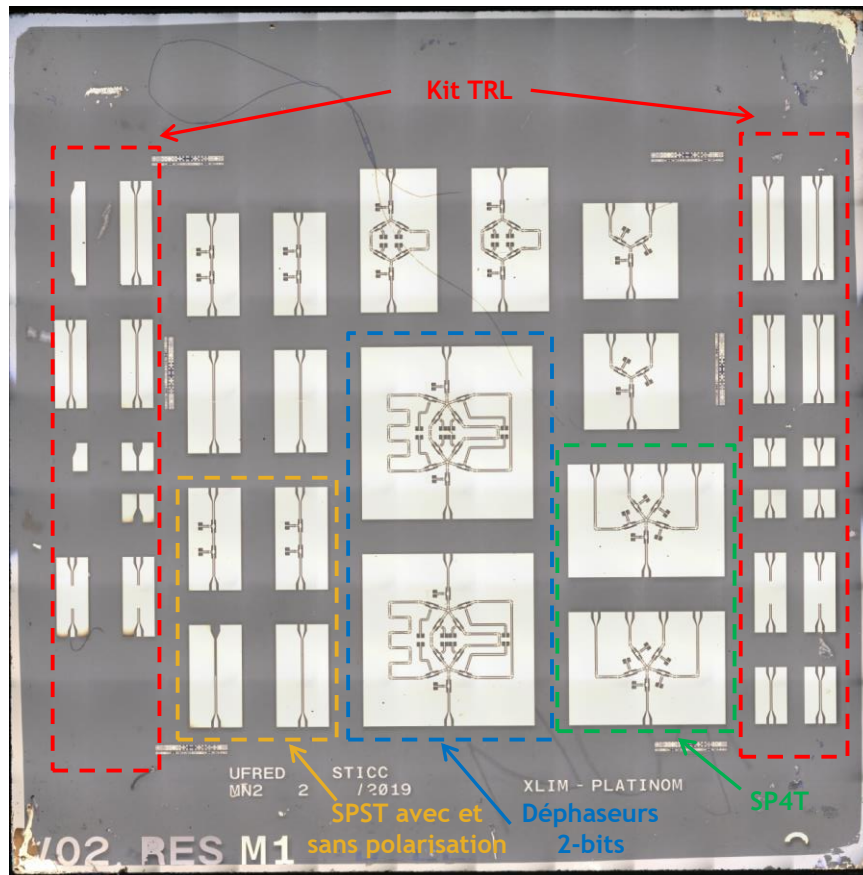 Kit TRL
UFRED STICC
MN2 2 /2019
XLIM - PLATINOM
SP4T
SPST avec et
sans polarisation
Déphaseurs
2-bits
/02 RES M1